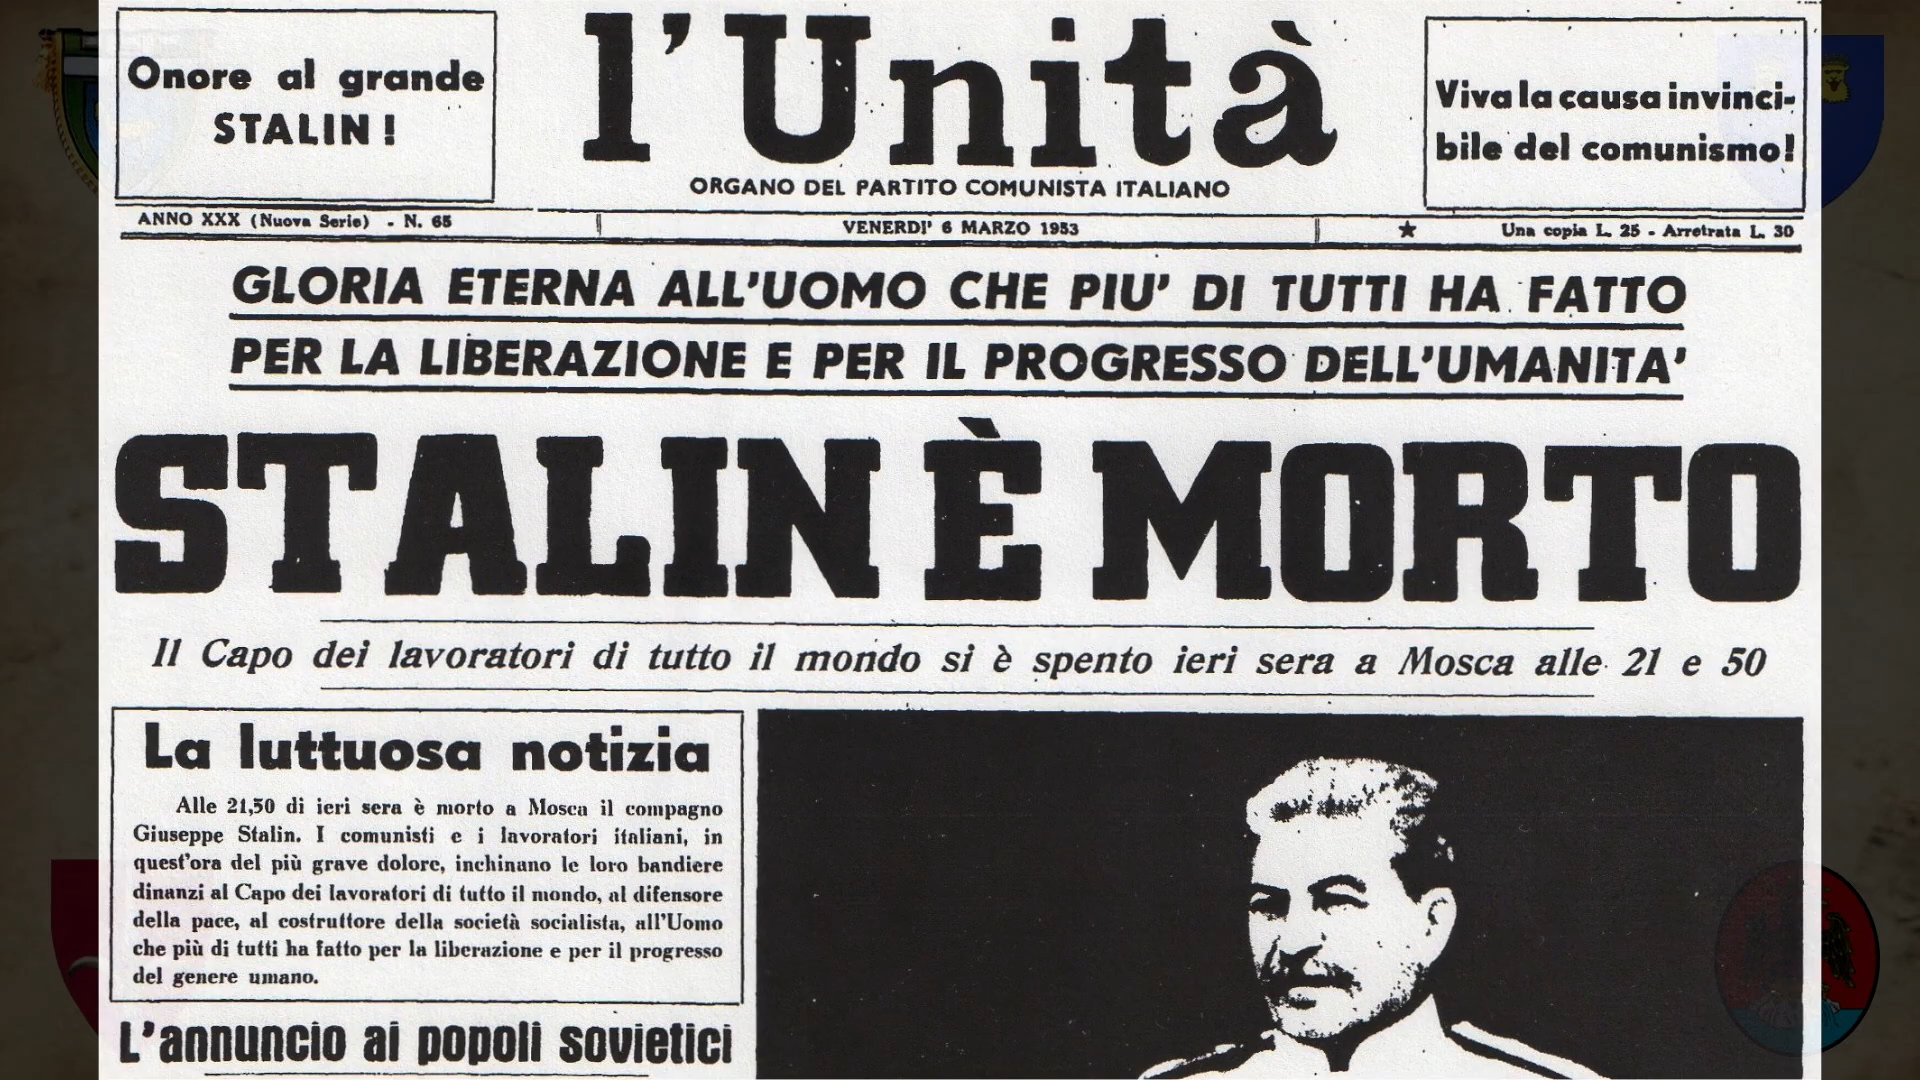 Onore al grande
STALIN!
l'Unità
ORGANO DEL PARTITO COMUNISTA ITALIANO
Viva la causa invinci-
bile del comunismo!
ANNO XXX (Nuova Serie) - N. 65
VENERDI' 6 MARZO 1953
★ Una copia L. 25 - Arretrata L. 30
GLORIA ETERNA ALL'UOMO CHE PIU' DI TUTTI HA FATTO
PER LA LIBERAZIONE E PER IL PROGRESSO DELL'UMANITA'
STALIN È MORTO
Il Capo dei lavoratori di tutto il mondo si è spento ieri sera a Mosca alle 21 e 50
La luttuosa notizia
Alle 21,50 di ieri sera è morto a Mosca il compagno
Giuseppe Stalin. I comunisti e i lavoratori italiani, in
quest'ora del più grave dolore, inchinano le loro bandiere
dinanzi al Capo dei lavoratori di tutto il mondo, al difensore
della pace, al costruttore della società socialista, all'Uomo
che più di tutti ha fatto per la liberazione e per il progresso
del genere umano.
L'annuncio ai popoli sovietici